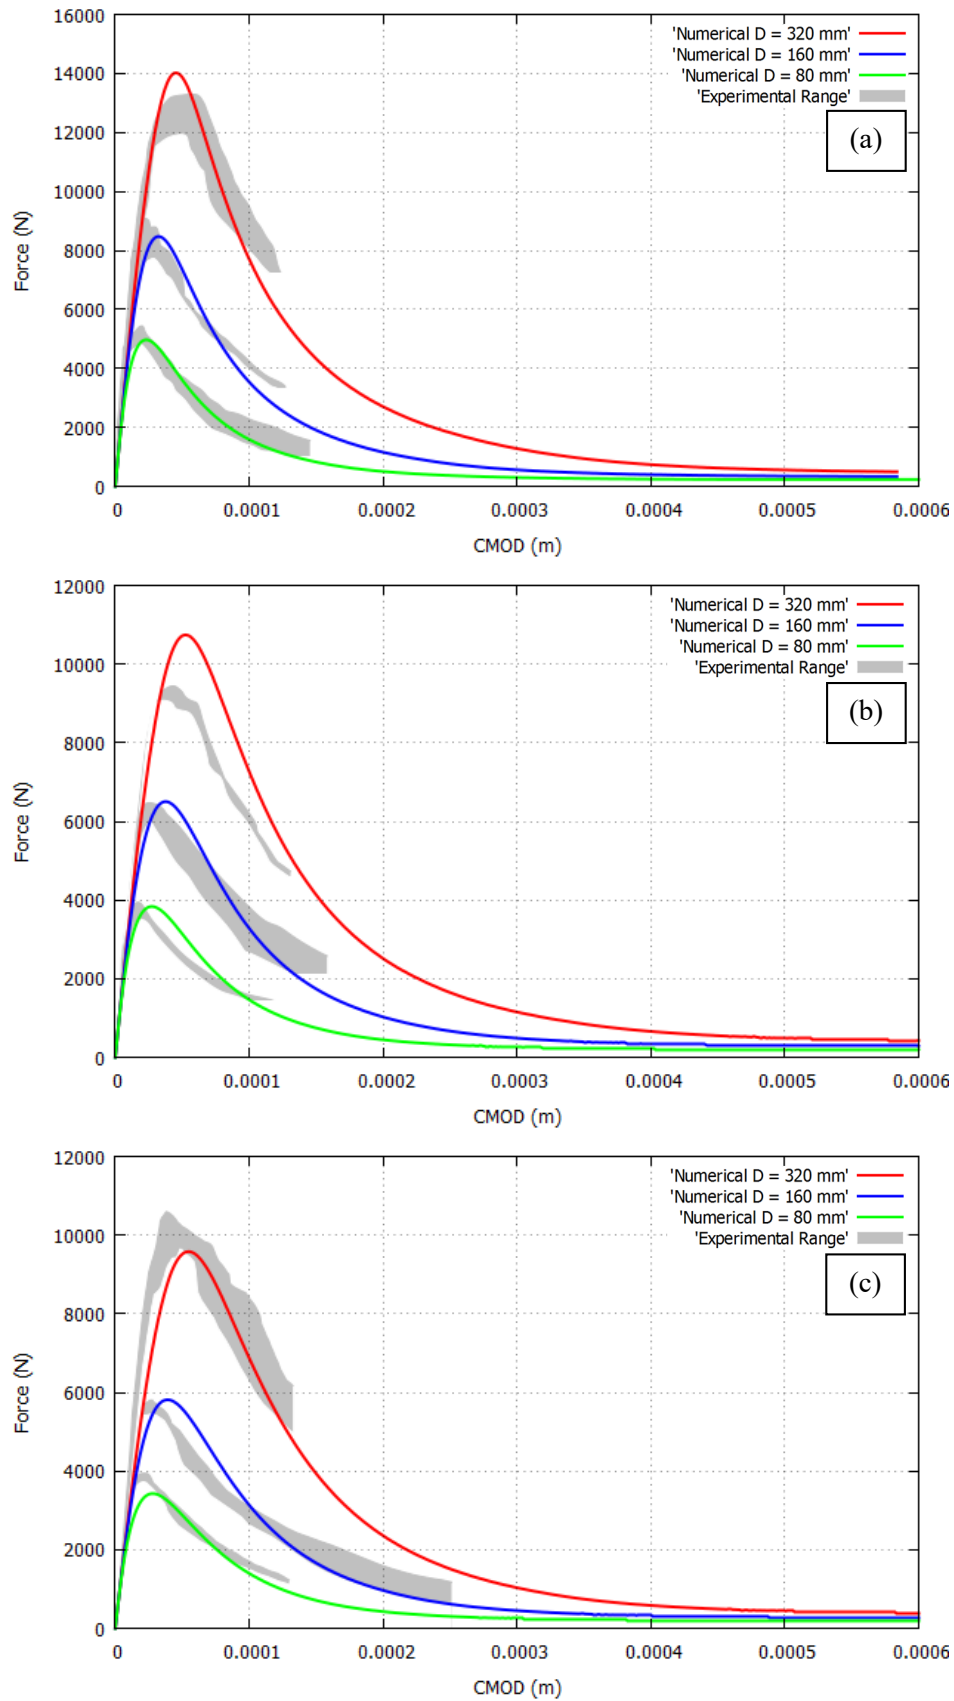 16000
14000
12000
10000
8000
6000
4000
2000
0
Force (N)
'Numerical D = 320 mm'
'Numerical D = 160 mm'
'Numerical D = 80 mm'
'Experimental Range'
(a)
0 0.0001 0.0002 0.0003 0.0004 0.0005 0.0006
CMOD (m)
12000
10000
8000
6000
4000
2000
0
Force (N)
'Numerical D = 320 mm'
'Numerical D = 160 mm'
'Numerical D = 80 mm'
'Experimental Range'
(b)
0 0.0001 0.0002 0.0003 0.0004 0.0005 0.0006
CMOD (m)
12000
10000
8000
6000
4000
2000
0
Force (N)
'Numerical D = 320 mm'
'Numerical D = 160 mm'
'Numerical D = 80 mm'
'Experimental Range'
(c)
0 0.0001 0.0002 0.0003 0.0004 0.0005 0.0006
CMOD (m)